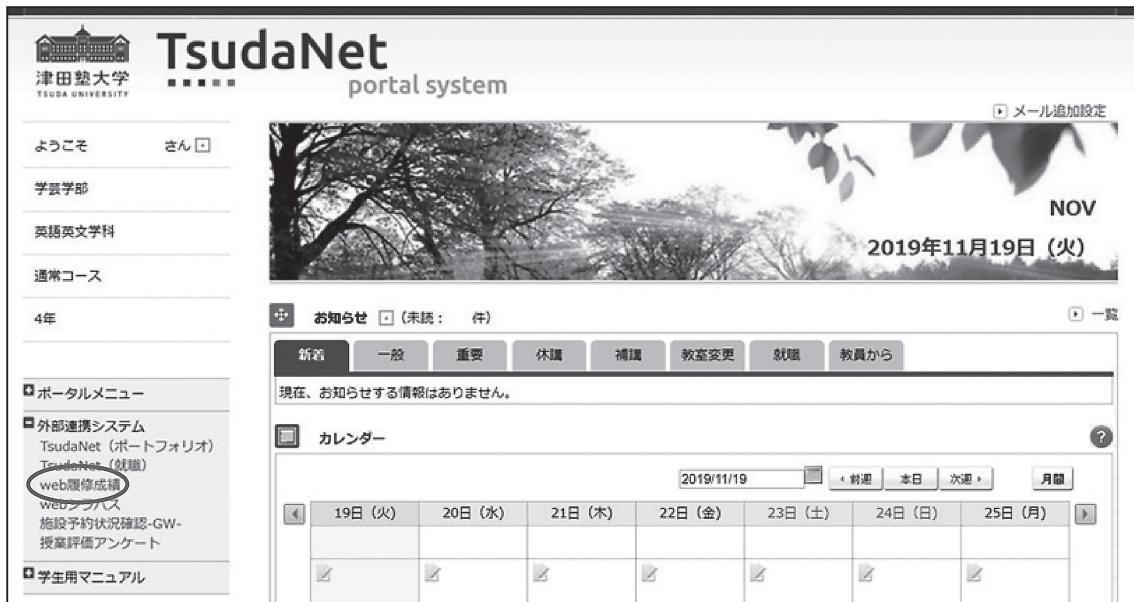 津田塾大学
TSUDA UNIVERSITY
TsudaNet
portal system
メール追加設定
ようこそ さん
学芸学部
英語英文学科
通常コース
4年
NOV
2019年11月19日（火）
お知らせ （未読： 件）
一覧
新着 一般 重要 休講 補講 教室変更 就職 教員から
現在、お知らせする情報はありません。
ポータルメニュー
外部連携システム
TsudaNet（ポートフォリオ）
TsudaNet（就職）
web履修成績
webシラバス
施設予約状況確認-GW-
授業評価アンケート
学生用マニュアル
カレンダー
?
2019/11/19 前週 本日 次週 月間
19日（火） 20日（水） 21日（木） 22日（金） 23日（土） 24日（日） 25日（月）